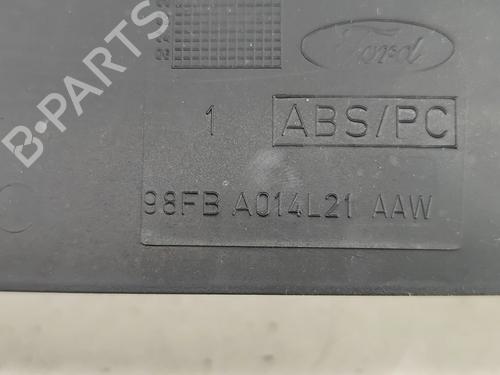 Ford
1 ABS/PC
98FB A014L21 AAW
B-PARTS